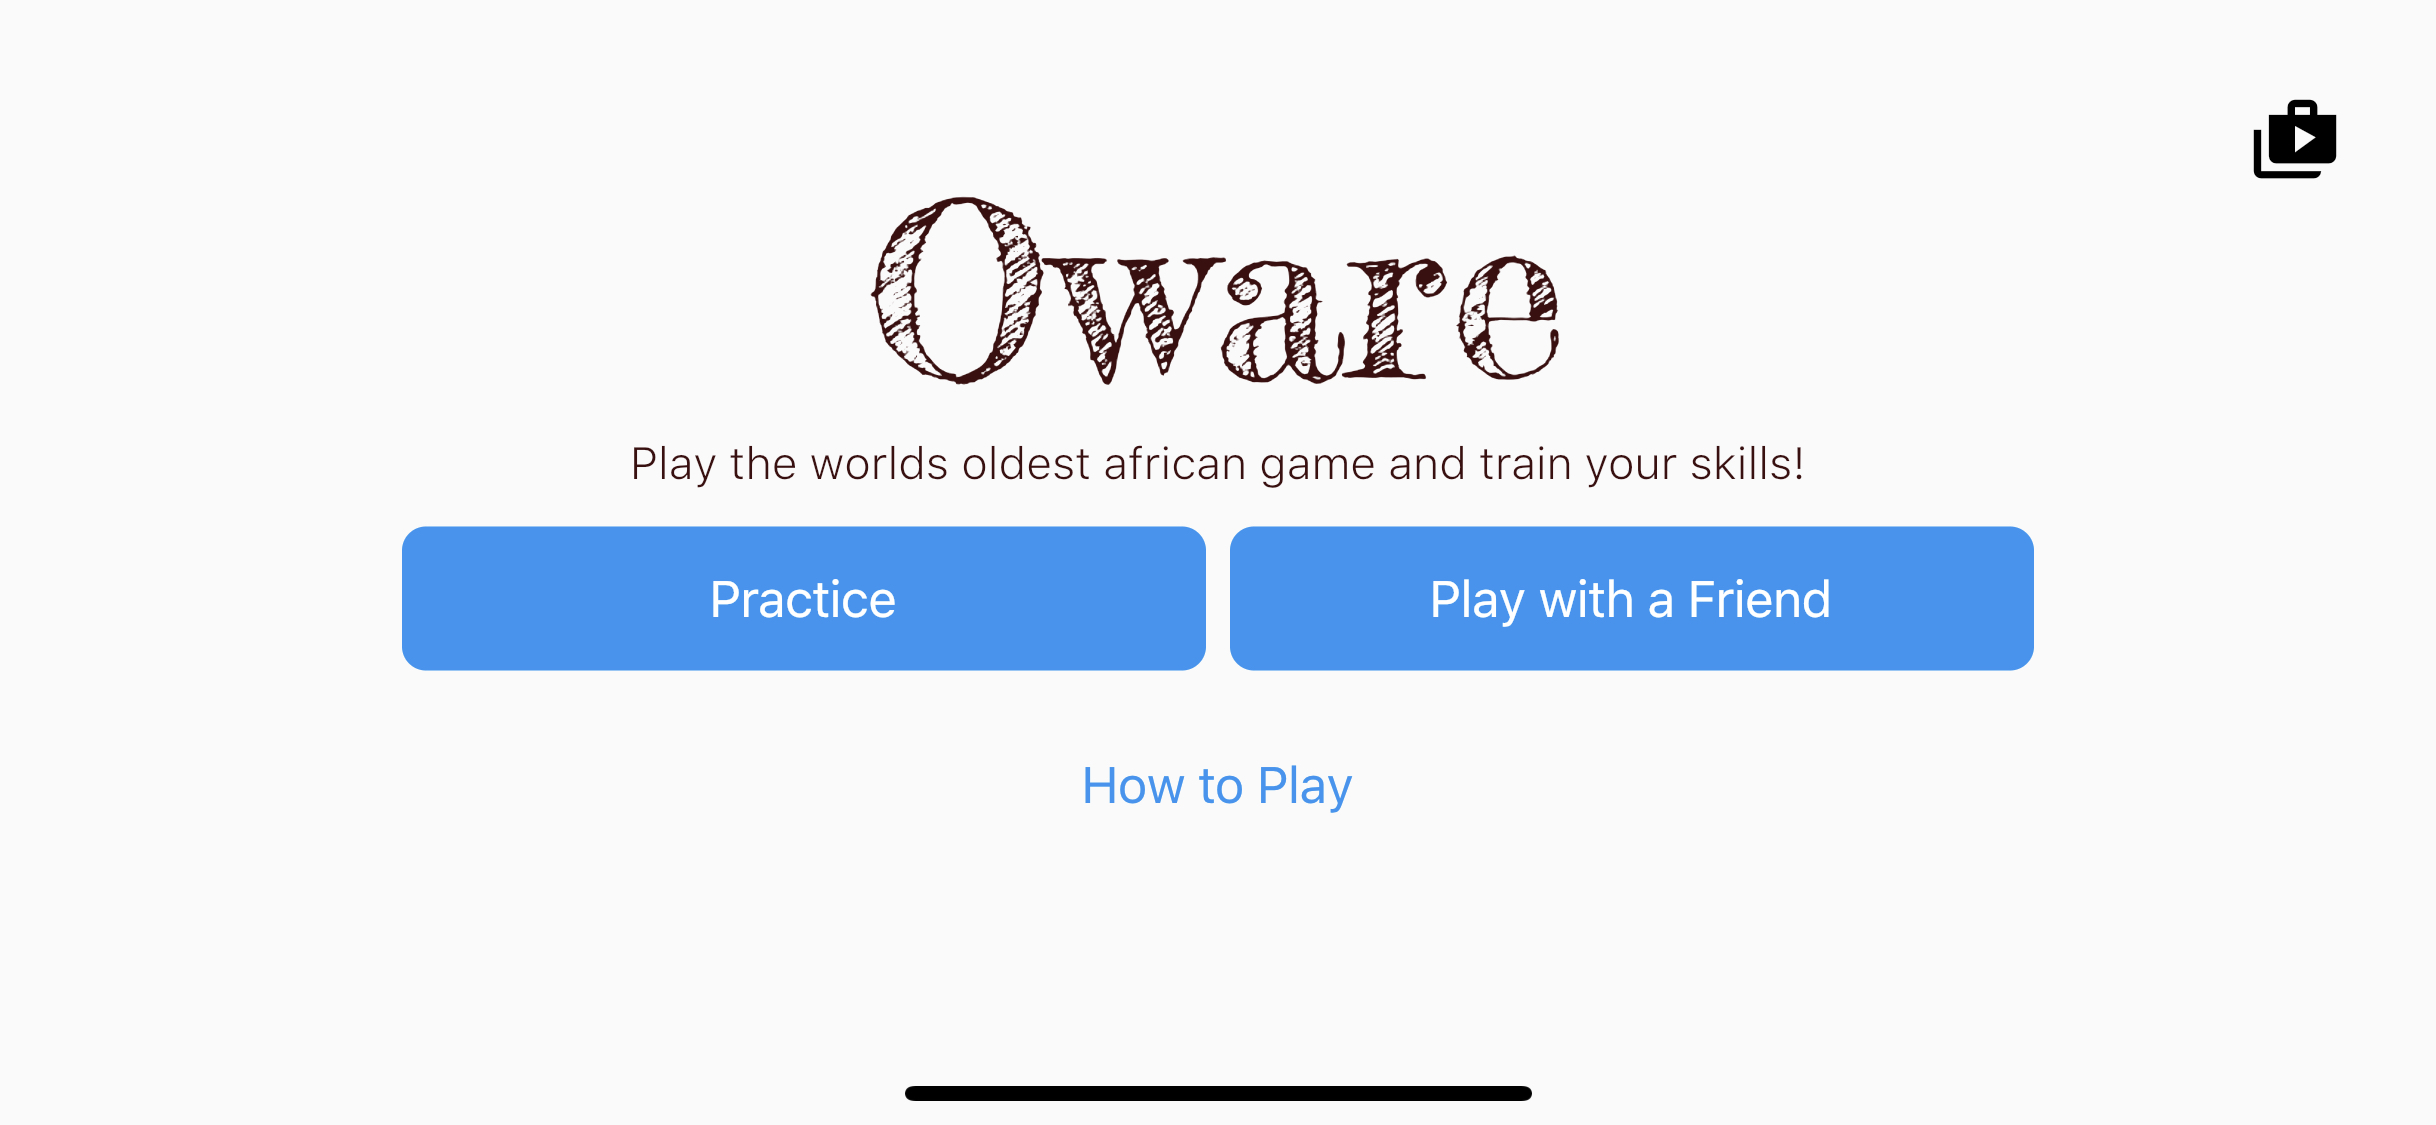 Oware
Play the worlds oldest african game and train your skills!
Practice
Play with a Friend
How to Play